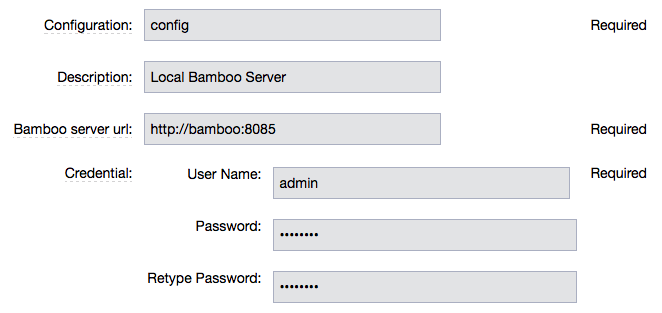 Configuration: config Required
Description: Local Bamboo Server
Bamboo server url: http://bamboo:8085 Required
Credential: User Name: admin Required
Password: ••••••••
Retype Password: ••••••••